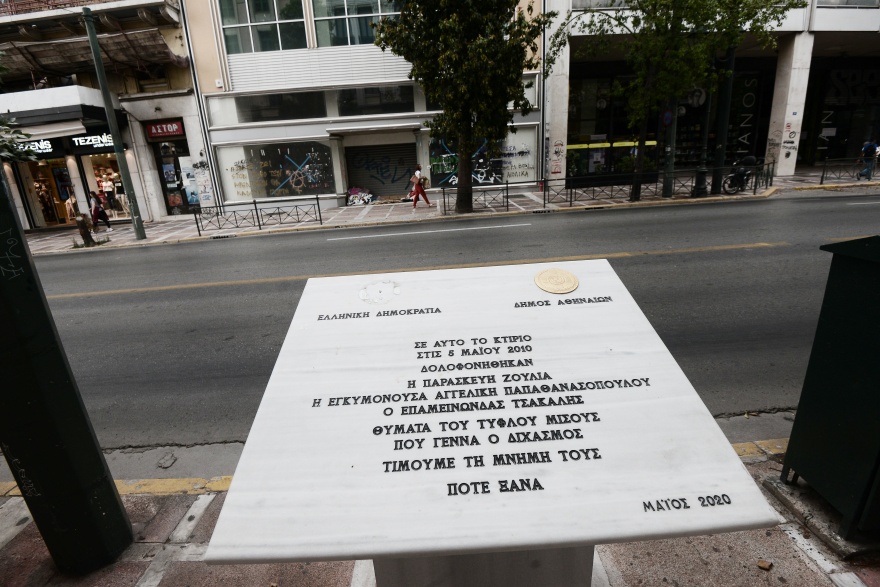 TEZENIS
ΑΣΤΟΡ
ΕΛΛΗΝΙΚΗ ΔΗΜΟΚΡΑΤΙΑ
ΔΗΜΟΣ ΑΘΗΝΑΙΩΝ
ΣΕ ΑΥΤΟ ΤΟ ΚΤΙΡΙΟ
ΣΤΙΣ 5 ΜΑΪΟΥ 2010
ΔΟΛΟΦΟΝΗΘΗΚΑΝ
Η ΠΑΡΑΣΚΕΥΗ ΖΟΥΛΙΑ
Η ΕΓΚΥΜΟΝΟΥΣΑ ΑΓΓΕΛΙΚΗ ΠΑΠΑΘΑΝΑΣΟΠΟΥΛΟΥ
Ο ΕΠΑΜΕΙΝΩΝΔΑΣ ΤΣΑΚΑΛΗΣ
ΘΥΜΑΤΑ ΤΟΥ ΤΥΦΛΟΥ ΜΙΣΟΥΣ
ΠΟΥ ΓΕΝΝΑ Ο ΔΙΧΑΣΜΟΣ
ΤΙΜΟΥΜΕ ΤΗ ΜΝΗΜΗ ΤΟΥΣ
ΠΟΤΕ ΞΑΝΑ
ΜΑΪΟΣ 2020